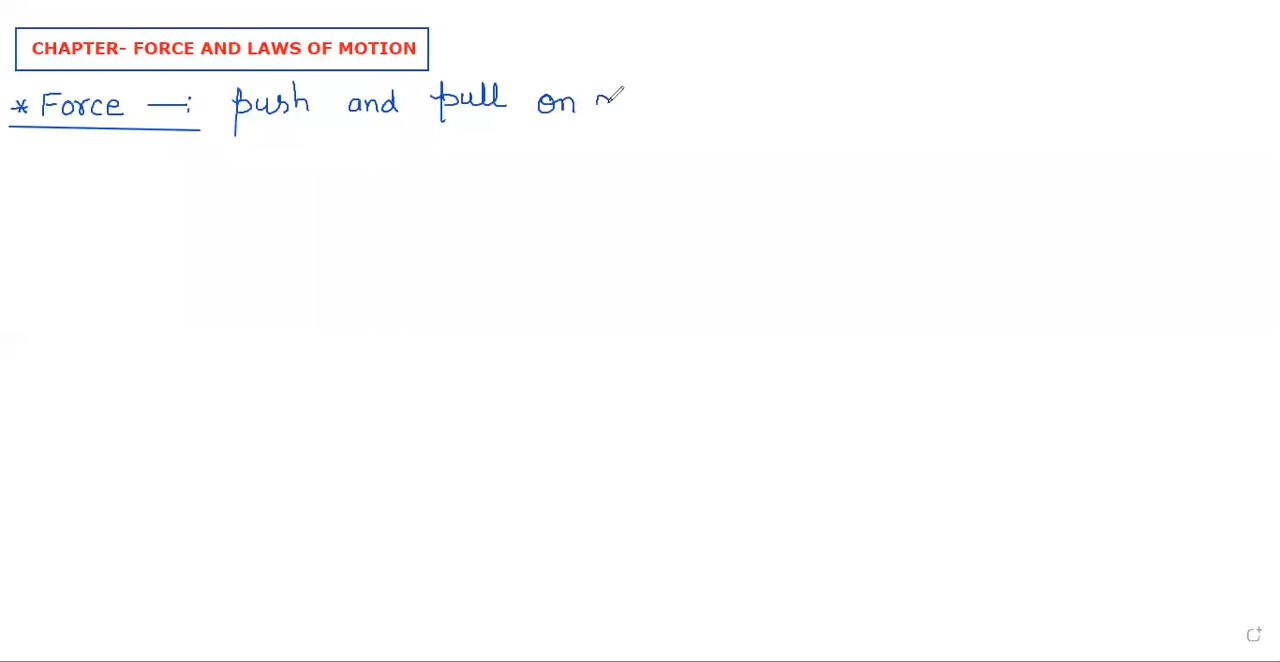 CHAPTER- FORCE AND LAWS OF MOTION
* Force —: push and pull on